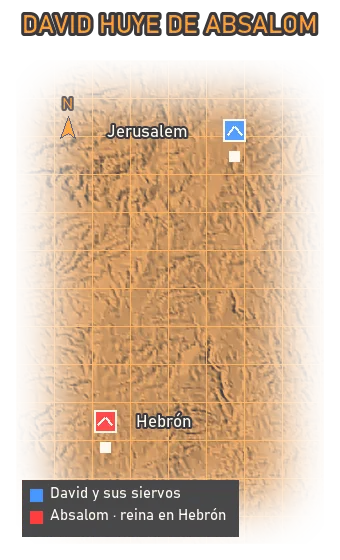 DAVID HUYE DE ABSALOM
N
Jerusalem
Hebrón
David y sus siervos
Absalom · reina en Hebrón